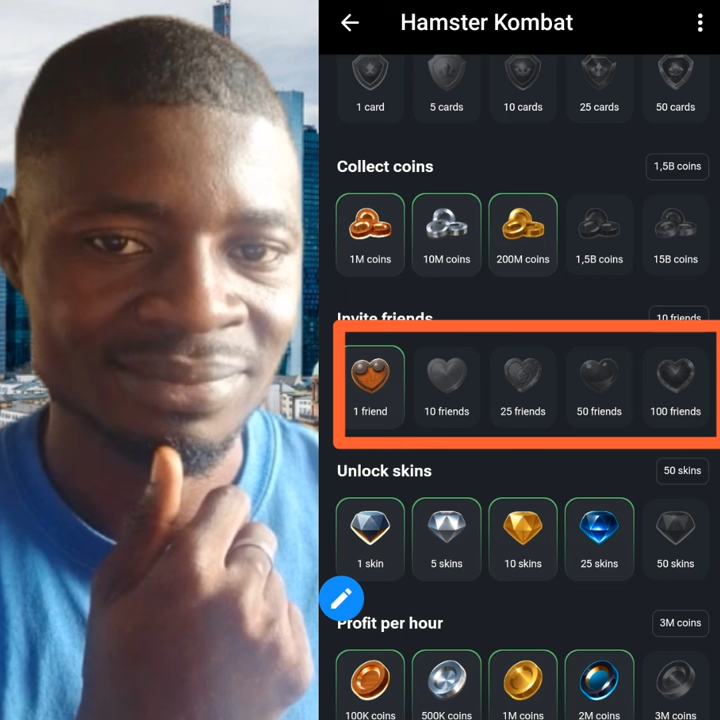 Hamster Kombat
1 card 5 cards 10 cards 25 cards 50 cards
Collect coins 1,5B coins
1M coins 10M coins 200M coins 1,5B coins 15B coins
Invite friends 10 friends
1 friend 10 friends 25 friends 50 friends 100 friends
Unlock skins 50 skins
1 skin 5 skins 10 skins 25 skins 50 skins
Profit per hour 3M coins
100K coins 500K coins 1M coins 2M coins 3M coins